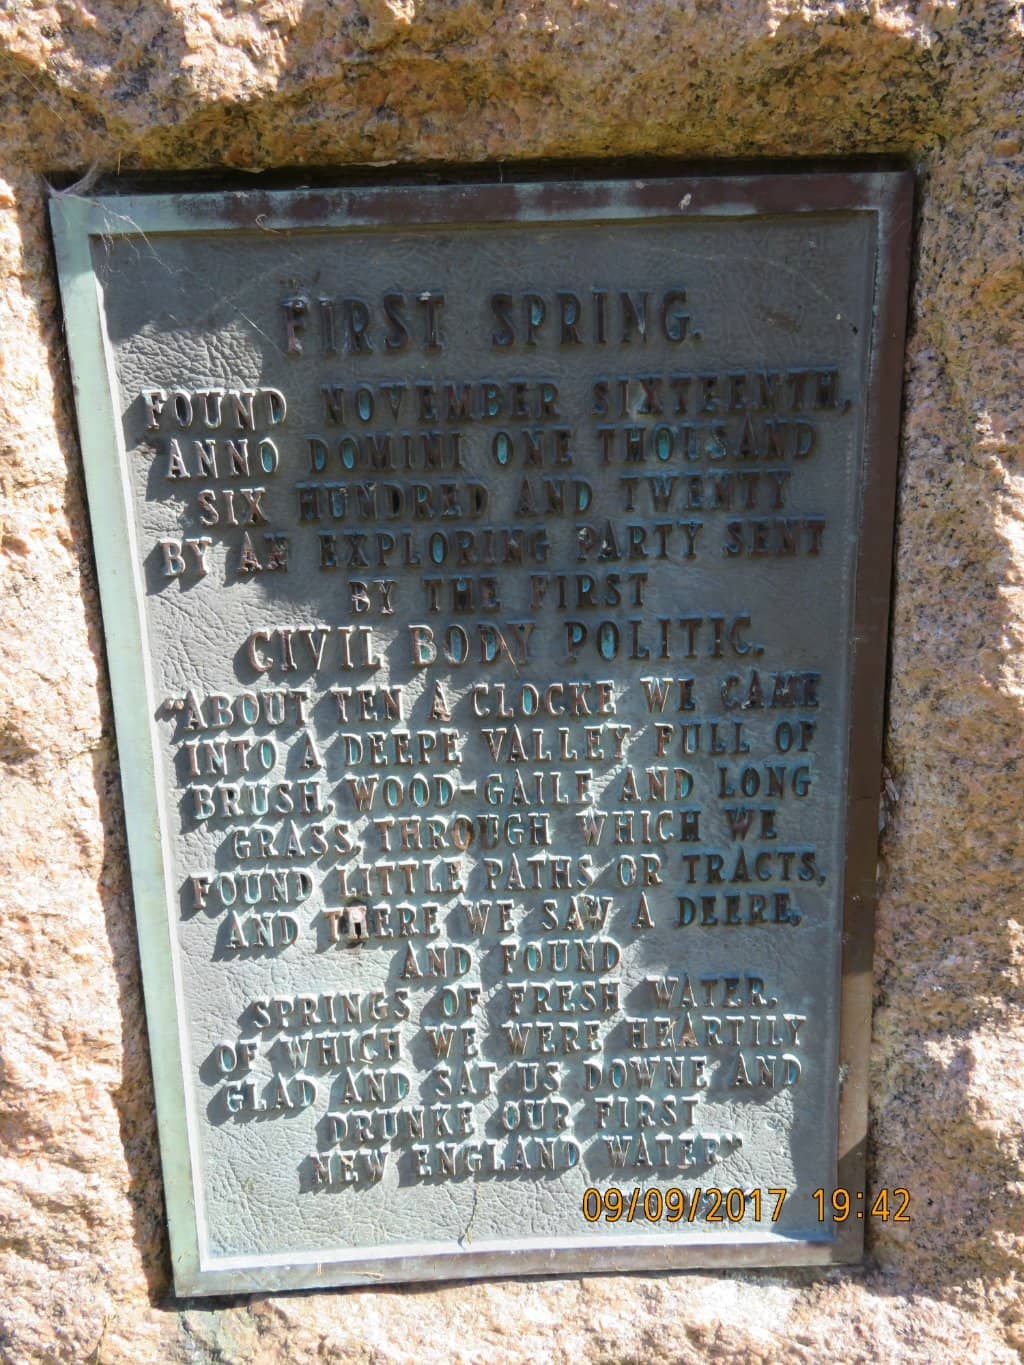 FIRST SPRING.
FOUND NOVEMBER SIXTEENTH,
ANNO DOMINI ONE THOUSAND
SIX HUNDRED AND TWENTY
BY AN EXPLORING PARTY SENT
BY THE FIRST
CIVIL BODY POLITIC.
"ABOUT TEN A CLOCKE WE CAME
INTO A DEEPE VALLEY FULL OF
BRUSH, WOOD-GAILE AND LONG
GRASS, THROUGH WHICH WE
FOUND LITTLE PATHS OR TRACTS,
AND THERE WE SAW A DEERE,
AND FOUND
SPRINGS OF FRESH WATER,
OF WHICH WE WERE HEARTILY
GLAD AND SAT US DOWNE AND
DRUNKE OUR FIRST
NEW ENGLAND WATER"
09/09/2017 19:42